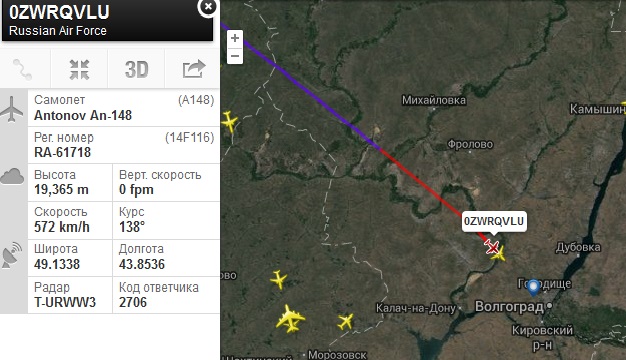 0ZWRQVLU
Russian Air Force
3D
Самолет (A148)
Antonov An-148
Рег. номер (14F116)
RA-61718
Высота Верт. скорость
19,365 m 0 fpm
Скорость Курс
572 km/h 138°
Широта Долгота
49.1338 43.8536
Радар Код ответчика
T-URWW3 2706
+
−
Михайловка
Камышин
Фролово
0ZWRQVLU
Дубовка
Городище
Калач-на-Дону
Волгоград
Кировский
р-н
Морозовск